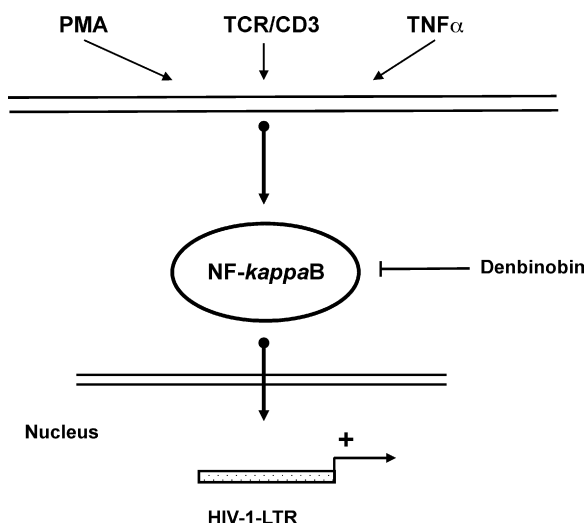 PMA TCR/CD3 TNFα
NF-kappaB
Denbinobin
Nucleus
+
HIV-1-LTR